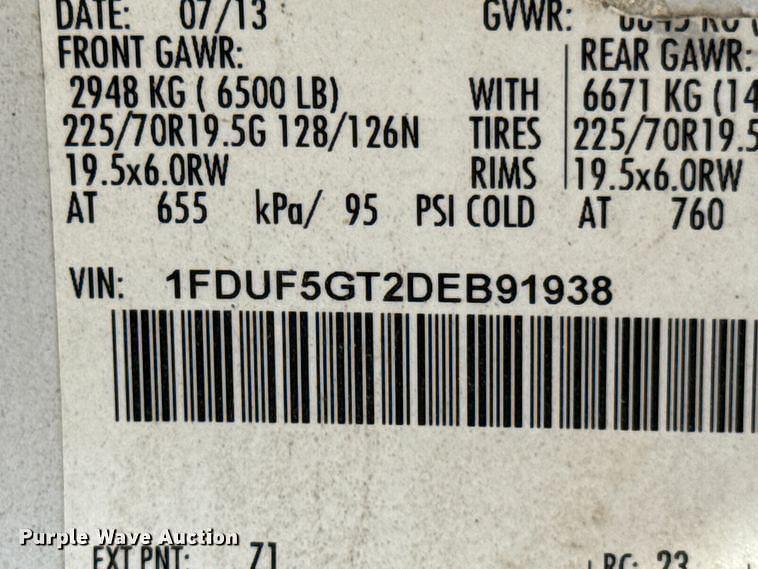 DATE: 07/13 GVWR:
FRONT GAWR: REAR GAWR:
2948 KG ( 6500 LB) WITH 6671 KG (14
225/70R19.5G 128/126N TIRES 225/70R19.5
19.5x6.0RW RIMS 19.5x6.0RW
AT 655 kPa/ 95 PSI COLD AT 760
VIN: 1FDUF5GT2DEB91938
Purple Wave Auction
EXT PNT: Z1 RC: 23